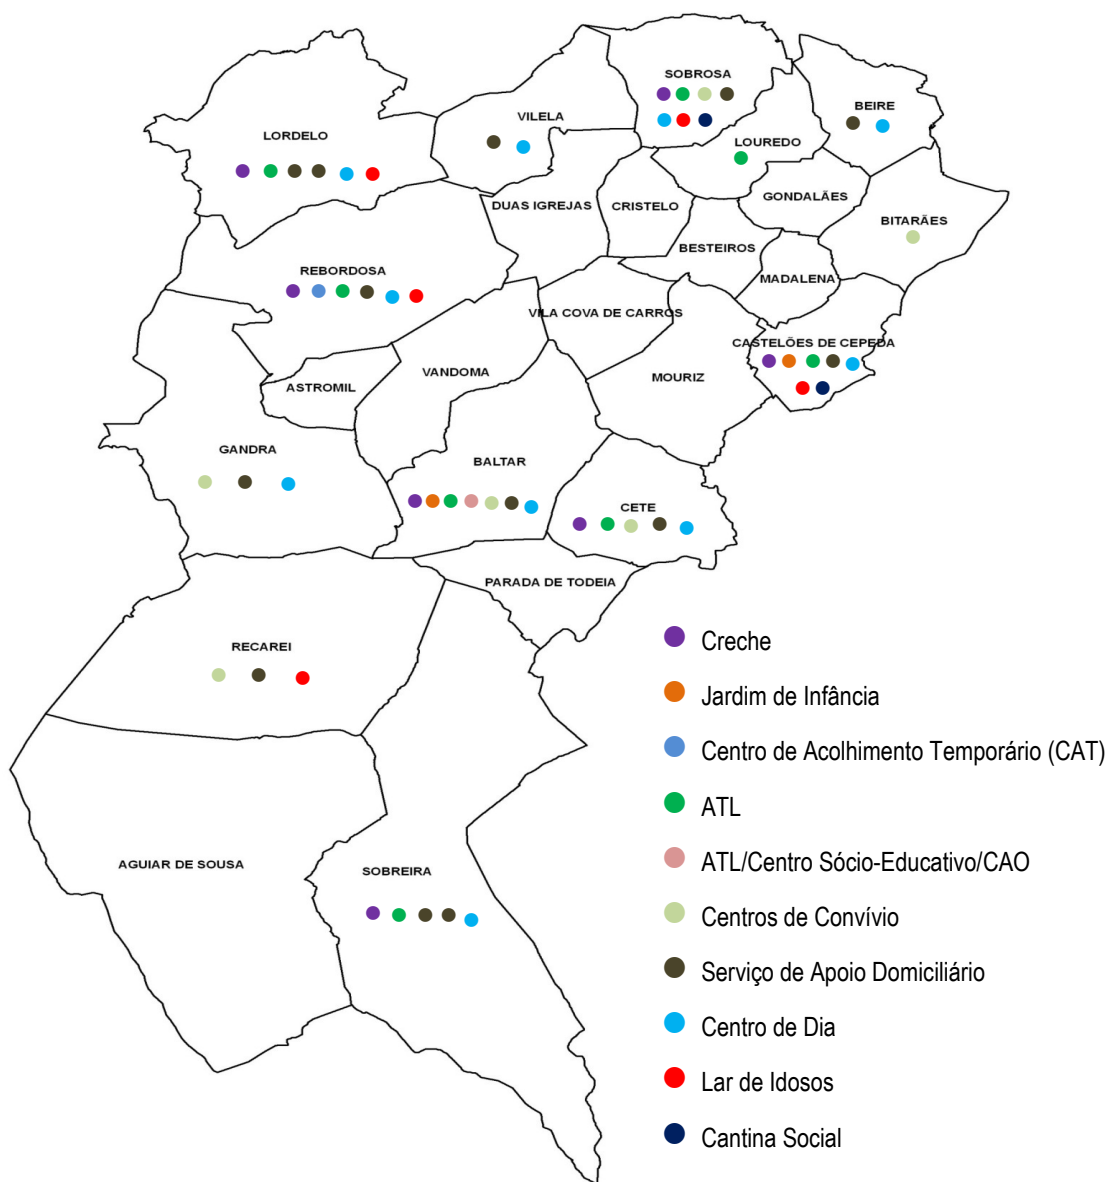 SOBROSA
BEIRE
VILELA
LORDELO
LOUREDO
GONDALÃES
DUAS IGREJAS
CRISTELO
BITARÃES
BESTEIROS
REBORDOSA
MADALENA
VILA COVA DE CARROS
CASTELÕES DE CEPEDA
VANDOMA
MOURIZ
ASTROMIL
GANDRA
BALTAR
CETE
PARADA DE TODEIA
RECAREI
AGUIAR DE SOUSA
SOBREIRA
Creche
Jardim de Infância
Centro de Acolhimento Temporário (CAT)
ATL
ATL/Centro Sócio-Educativo/CAO
Centros de Convívio
Serviço de Apoio Domiciliário
Centro de Dia
Lar de Idosos
Cantina Social